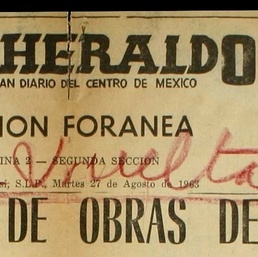 HERALDO
AN DIARIO DEL CENTRO DE MEXICO
ION FORANEA
INA 2 — SEGUNDA SECCION
sí, S.L.P., Martes 27 de Agosto de 1963
vuelta
DE OBRAS DE